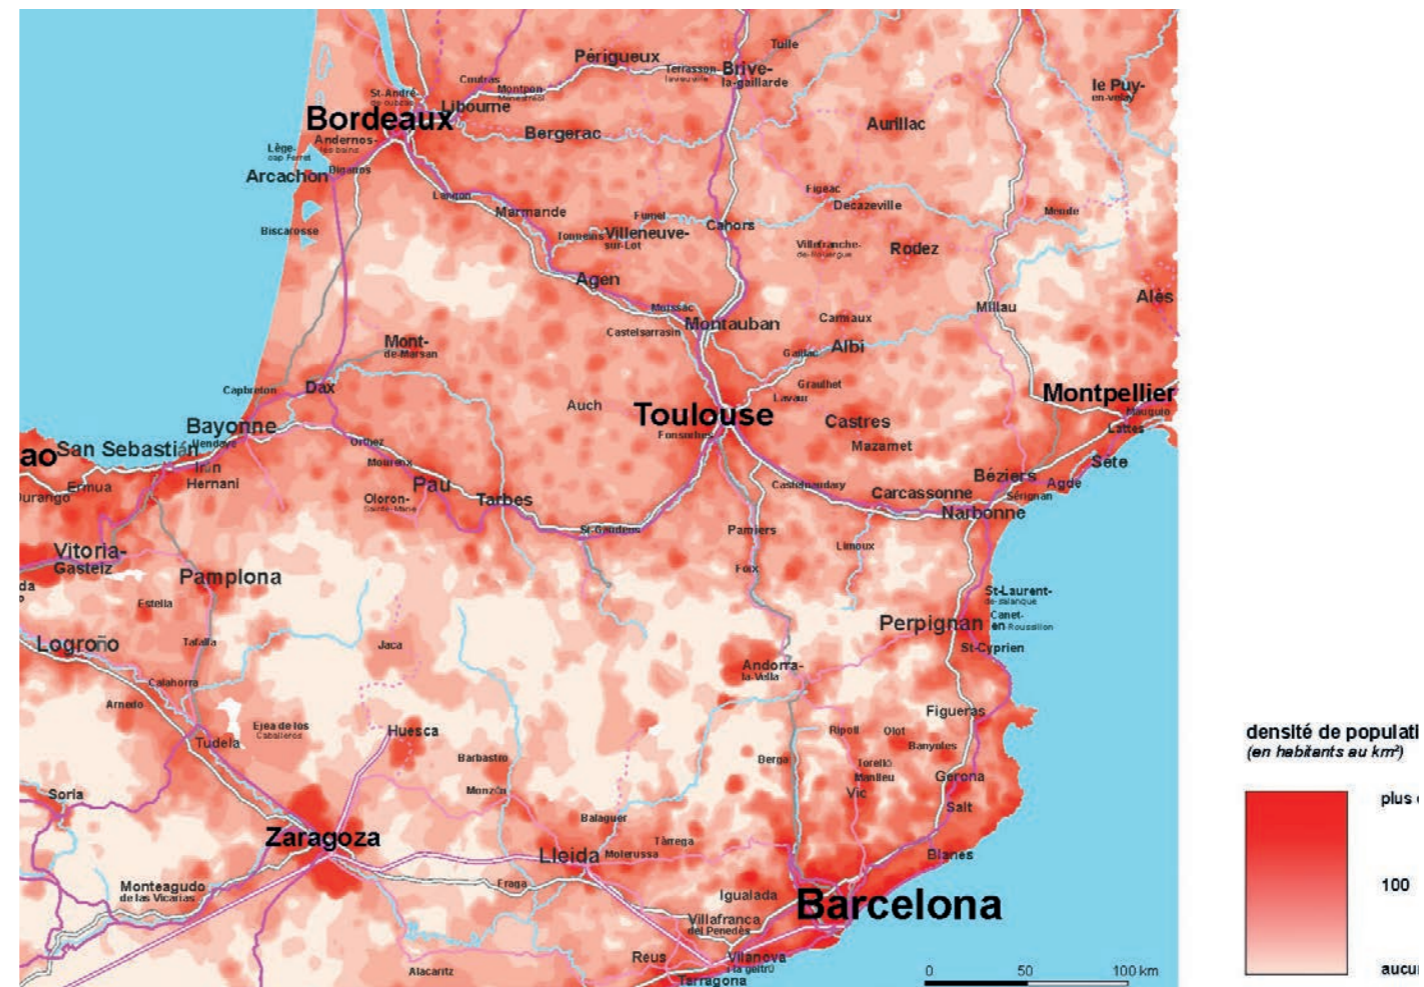 Périgueux
Tulle
Terrasson-
Brive-
la-gaillarde
le Puy-
en-velay
Coutras
Montpon-
St-André-
Libourne
Bordeaux
Bergerac
Aurillac
Andernos-
les bains
Lège-
cap Ferret
Arcachon
Biganos
Langon
Figeac
Decazeville
Marmande
Fumel
Mende
Biscarosse
Tonneins
Villeneuve-
sur-Lot
Cahors
Villefranche-
de-Rouergue
Rodez
Agen
Alès
Moissac
Millau
Castelsarrasin
Montauban
Carmaux
Mont-
de-Marsan
Gaillac
Albi
Capbreton
Dax
Graulhet
Lavaur
Montpellier
Mauguio
Auch
Toulouse
Castres
Lattes
Bayonne
Fonsorbes
Mazamet
San Sebastián
Hendaye
Orthez
ao
Irún
Hernani
Mourenx
Sète
Ermua
Durango
Pau
Tarbes
Béziers
Agde
Castelnaudary
Carcassonne
Sérignan
Oloron-
Sainte-Marie
Narbonne
St-Gaudens
Pamiers
Limoux
Vitoria-
Gasteiz
Foix
Pamplona
da
Estella
St-Laurent-
de-salanque
Canet-
en Roussillon
Perpignan
Logroño
Tafalla
Jaca
St-Cyprien
Andorra-
la-Vella
Calahorra
Arnedo
Figueras
Huesca
Ejea de los
Caballeros
Ripoll
Olot
Banyoles
Tudela
Barbastro
Berga
Torelló
Manlleu
Gerona
Soria
Monzón
Vic
Salt
Balaguer
Zaragoza
Tàrrega
Lleida
Molerussa
Blanes
Fraga
Monteagudo
de las Vicarías
Igualada
Barcelona
Villafranca
del Penedès
Reus
Vilanova
i la geltrú
Alacaritz
Tarragona
0 50 100 km
densité de populati
(en habitants au km²)
plus
100
aucu